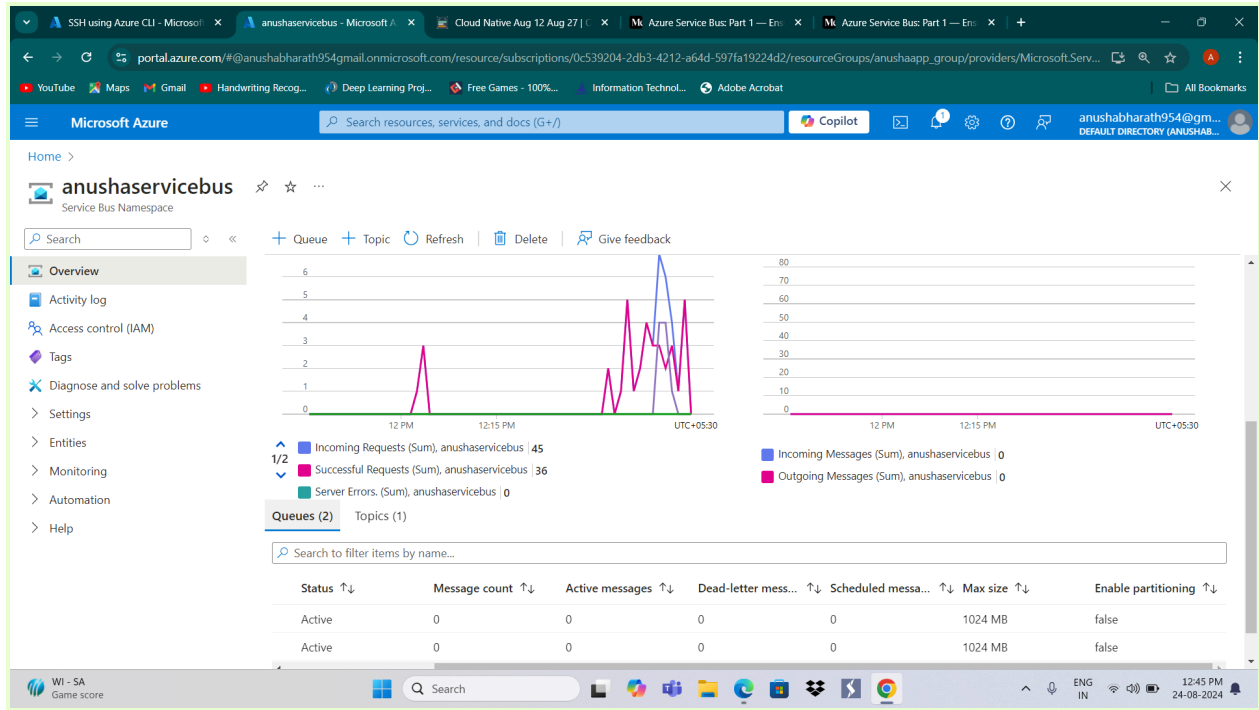 SSH using Azure CLI - Microsof
anushaservicebus - Microsoft A
Cloud Native Aug 12 Aug 27 | C
Azure Service Bus: Part 1 — Ens
Azure Service Bus: Part 1 — Ens
portal.azure.com/#@anushabharath954gmail.onmicrosoft.com/resource/subscriptions/0c539204-2db3-4212-a64d-597fa19224d2/resourceGroups/anushaapp_group/providers/Microsoft.Serv...
A
YouTube Maps Gmail Handwriting Recog... Deep Learning Proj... Free Games - 100%... Information Technol... Adobe Acrobat All Bookmarks
Microsoft Azure
Search resources, services, and docs (G+/)
Copilot
1
anushabharath954@gm...
DEFAULT DIRECTORY (ANUSHAB...
Home >
anushaservicebus
Service Bus Namespace
Search
Queue Topic Refresh Delete Give feedback
Overview
Activity log
Access control (IAM)
Tags
Diagnose and solve problems
Settings
Entities
Monitoring
Automation
Help
6
5
4
3
2
1
0
12 PM 12:15 PM UTC+05:30
1/2
Incoming Requests (Sum), anushaservicebus 45
Successful Requests (Sum), anushaservicebus 36
Server Errors. (Sum), anushaservicebus 0
80
70
60
50
40
30
20
10
0
12 PM 12:15 PM UTC+05:30
Incoming Messages (Sum), anushaservicebus 0
Outgoing Messages (Sum), anushaservicebus 0
Queues (2) Topics (1)
Search to filter items by name...
Status Message count Active messages Dead-letter mess... Scheduled messa... Max size Enable partitioning
Active 0 0 0 0 1024 MB false
Active 0 0 0 0 1024 MB false
WI - SA
Game score
Search
ENG
IN
12:45 PM
24-08-2024